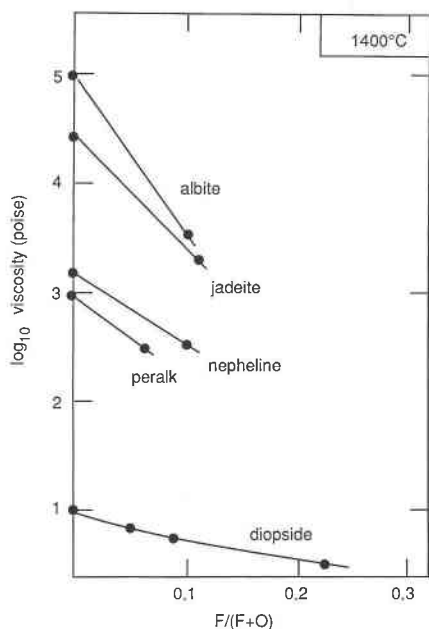 1400°C
5
4
3
2
1
log10 viscosity (poise)
albite
jadeite
nepheline
peralk
diopside
0,1
0,2
0,3
F/(F+O)